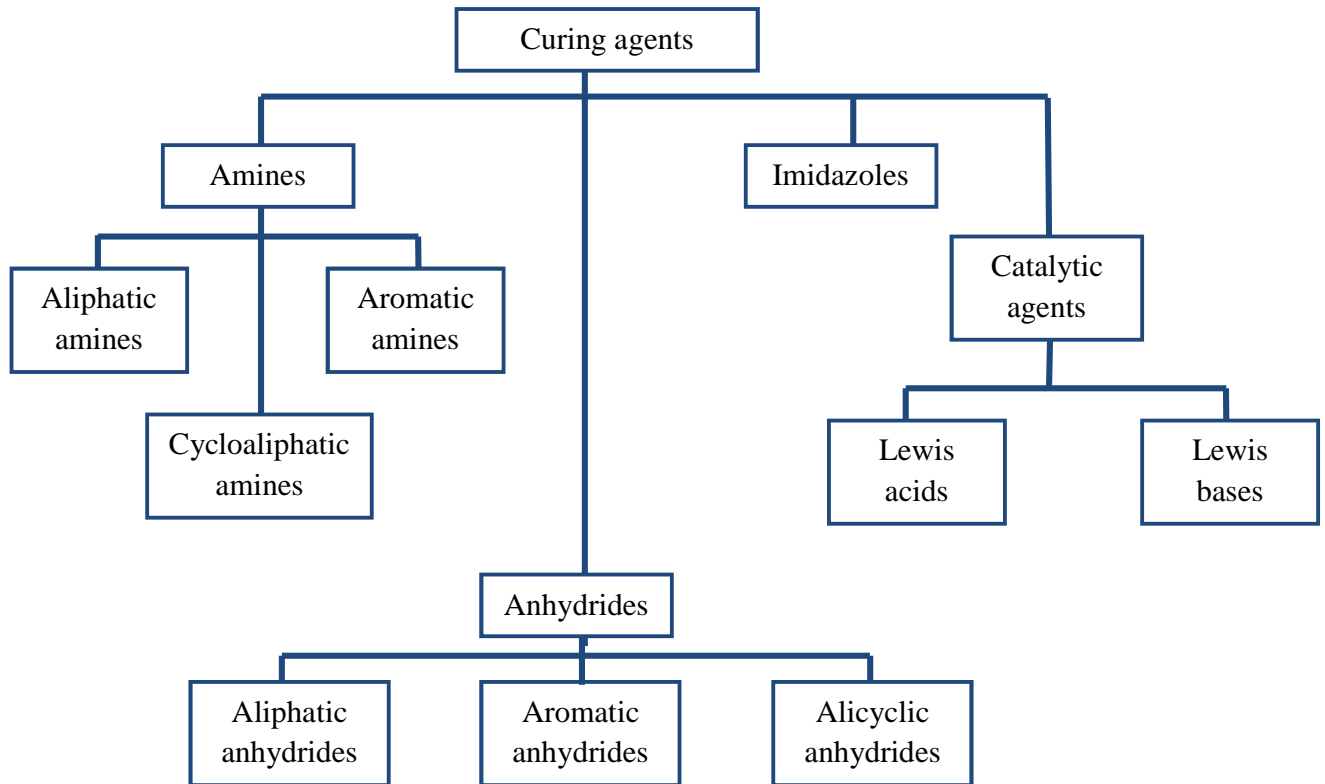 Curing agents
Amines
Imidazoles
Aliphatic
amines
Aromatic
amines
Catalytic
agents
Cycloaliphatic
amines
Lewis
acids
Lewis
bases
Anhydrides
Aliphatic
anhydrides
Aromatic
anhydrides
Alicyclic
anhydrides